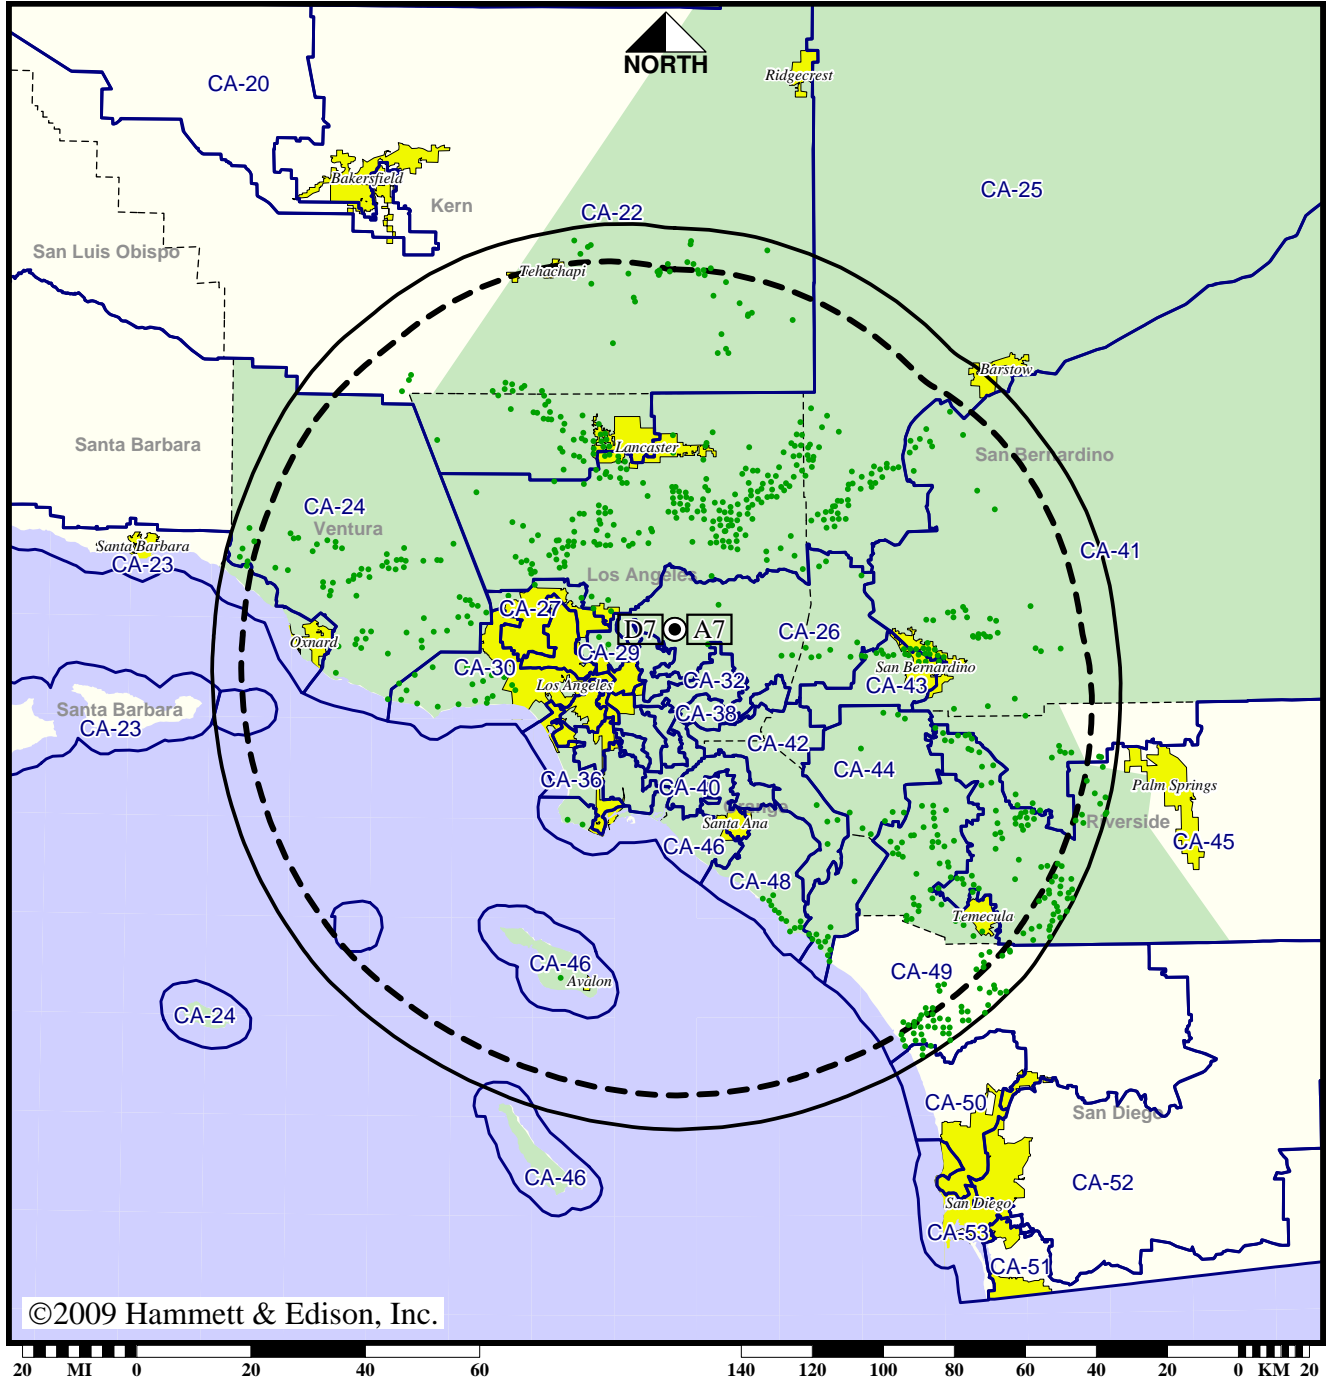 NORTH
Ridgecrest
CA-20
Bakersfield
CA-25
Kern
CA-22
San Luis Obispo
Tehachapi
Barstow
Santa Barbara
Lancaster
San Bernardino
CA-24
Ventura
Santa Barbara
CA-23
CA-41
Los Angeles
CA-27
D7 A7
CA-26
Oxnard
CA-29
CA-30
San Bernardino
Los Angeles
CA-32
CA-43
Santa Barbara
CA-23
CA-38
CA-42
CA-44
CA-36
CA-40
Palm Springs
Orange
Santa Ana
Riverside
CA-46
CA-45
CA-48
Temecula
CA-46
Avalon
CA-49
CA-24
CA-50
San Diego
CA-46
CA-52
San Diego
CA-53
CA-51
©2009 Hammett & Edison, Inc.
20 MI 0 20 40 60 140 120 100 80 60 40 20 0 KM 20